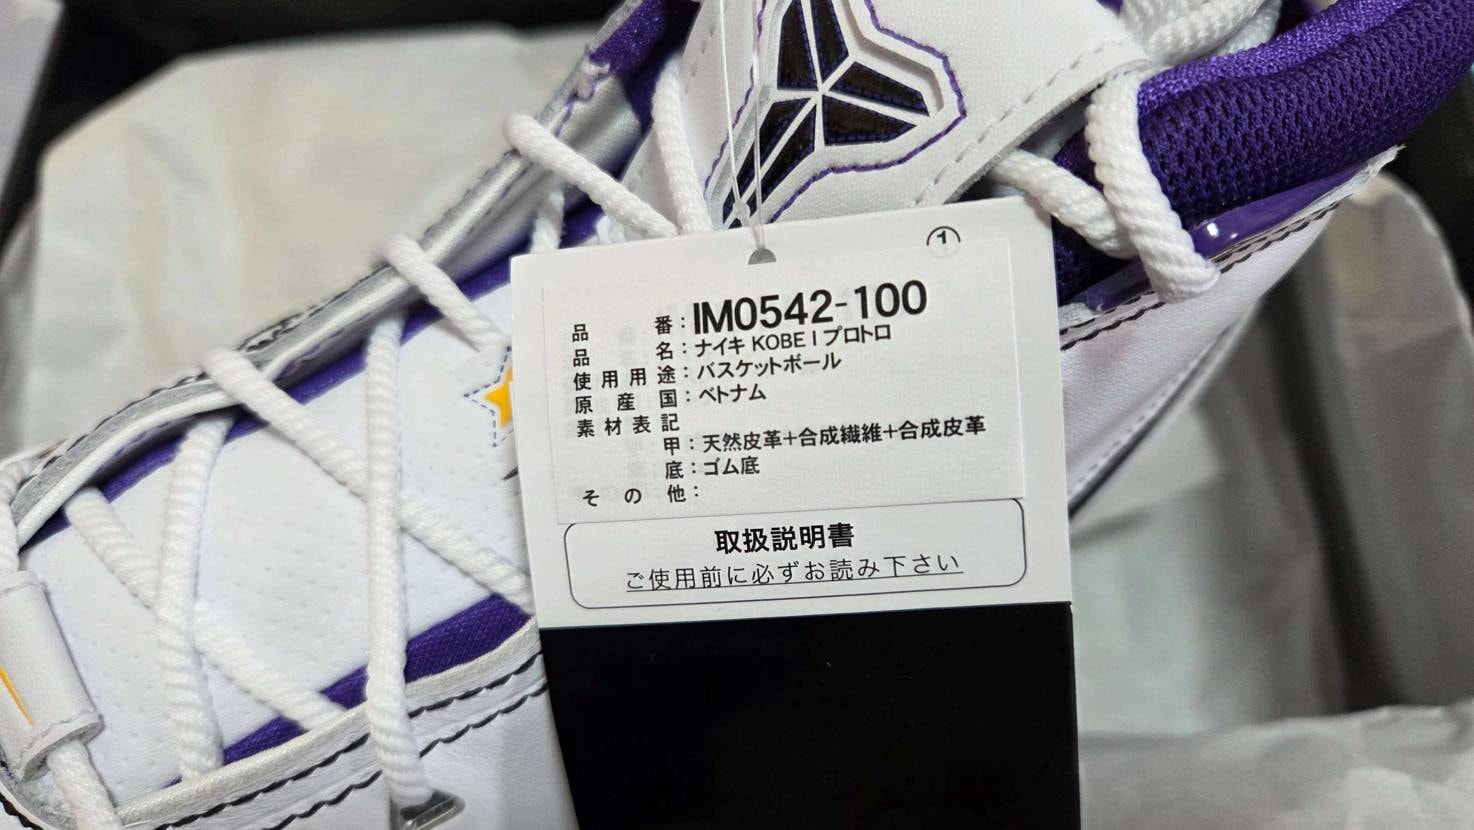 ①
品番：IM0542-100
品名：ナイキ KOBE I プロトロ
使用用途：バスケットボール
原産国：ベトナム
素材表記
甲：天然皮革+合成繊維+合成皮革
底：ゴム底
その他：
取扱説明書
ご使用前に必ずお読み下さい